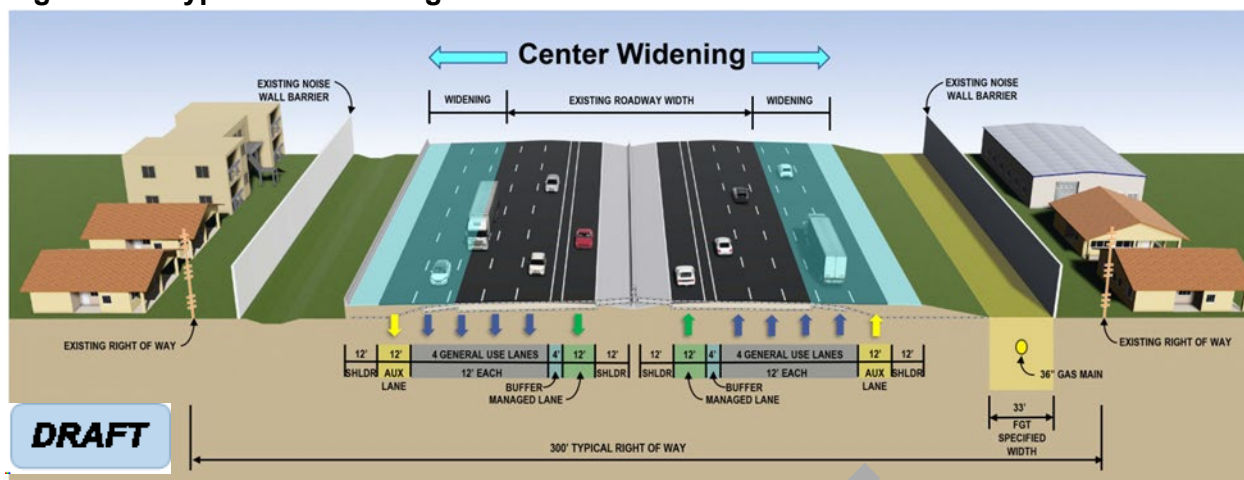 Center Widening
EXISTING NOISE
WALL BARRIER
WIDENING
EXISTING ROADWAY WIDTH
WIDENING
EXISTING NOISE
WALL BARRIER
EXISTING RIGHT OF WAY
EXISTING RIGHT OF WAY
12'
SHLDR
12'
AUX
LANE
4 GENERAL USE LANES
12' EACH
4'
BUFFER
12'
MANAGED LANE
12'
SHLDR
12'
SHLDR
12'
MANAGED LANE
4'
BUFFER
4 GENERAL USE LANES
12' EACH
12'
AUX
LANE
12'
SHLDR
36" GAS MAIN
33'
FGT
SPECIFIED
WIDTH
DRAFT
300' TYPICAL RIGHT OF WAY